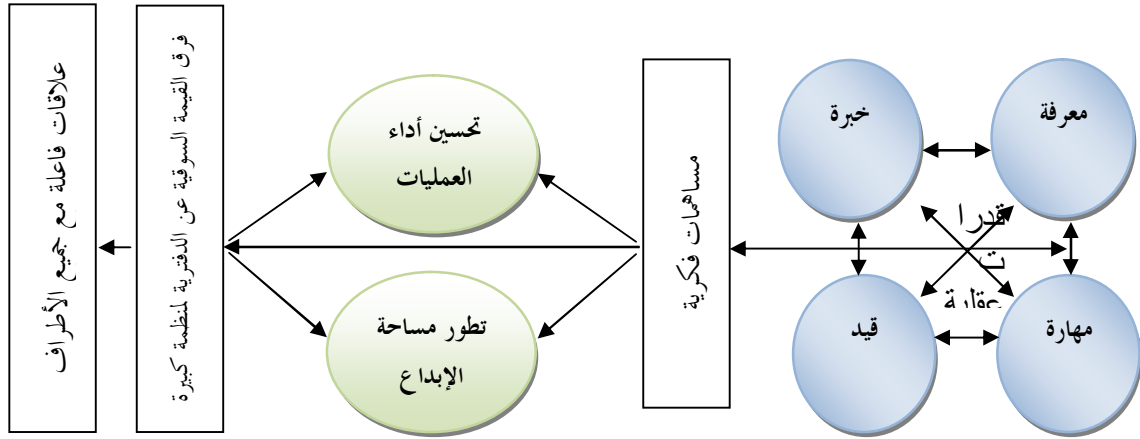 معرفة
خبرة
قدرا
ت
عقلية
مهارة
قيد
مساهمات فكرية
تحسين أداء
العمليات
تطور مساحة
الإبداع
فرق القيمة السوقية عن الدفترية لمنظمة كبيرة
علاقات فاعلة مع جميع الأطراف